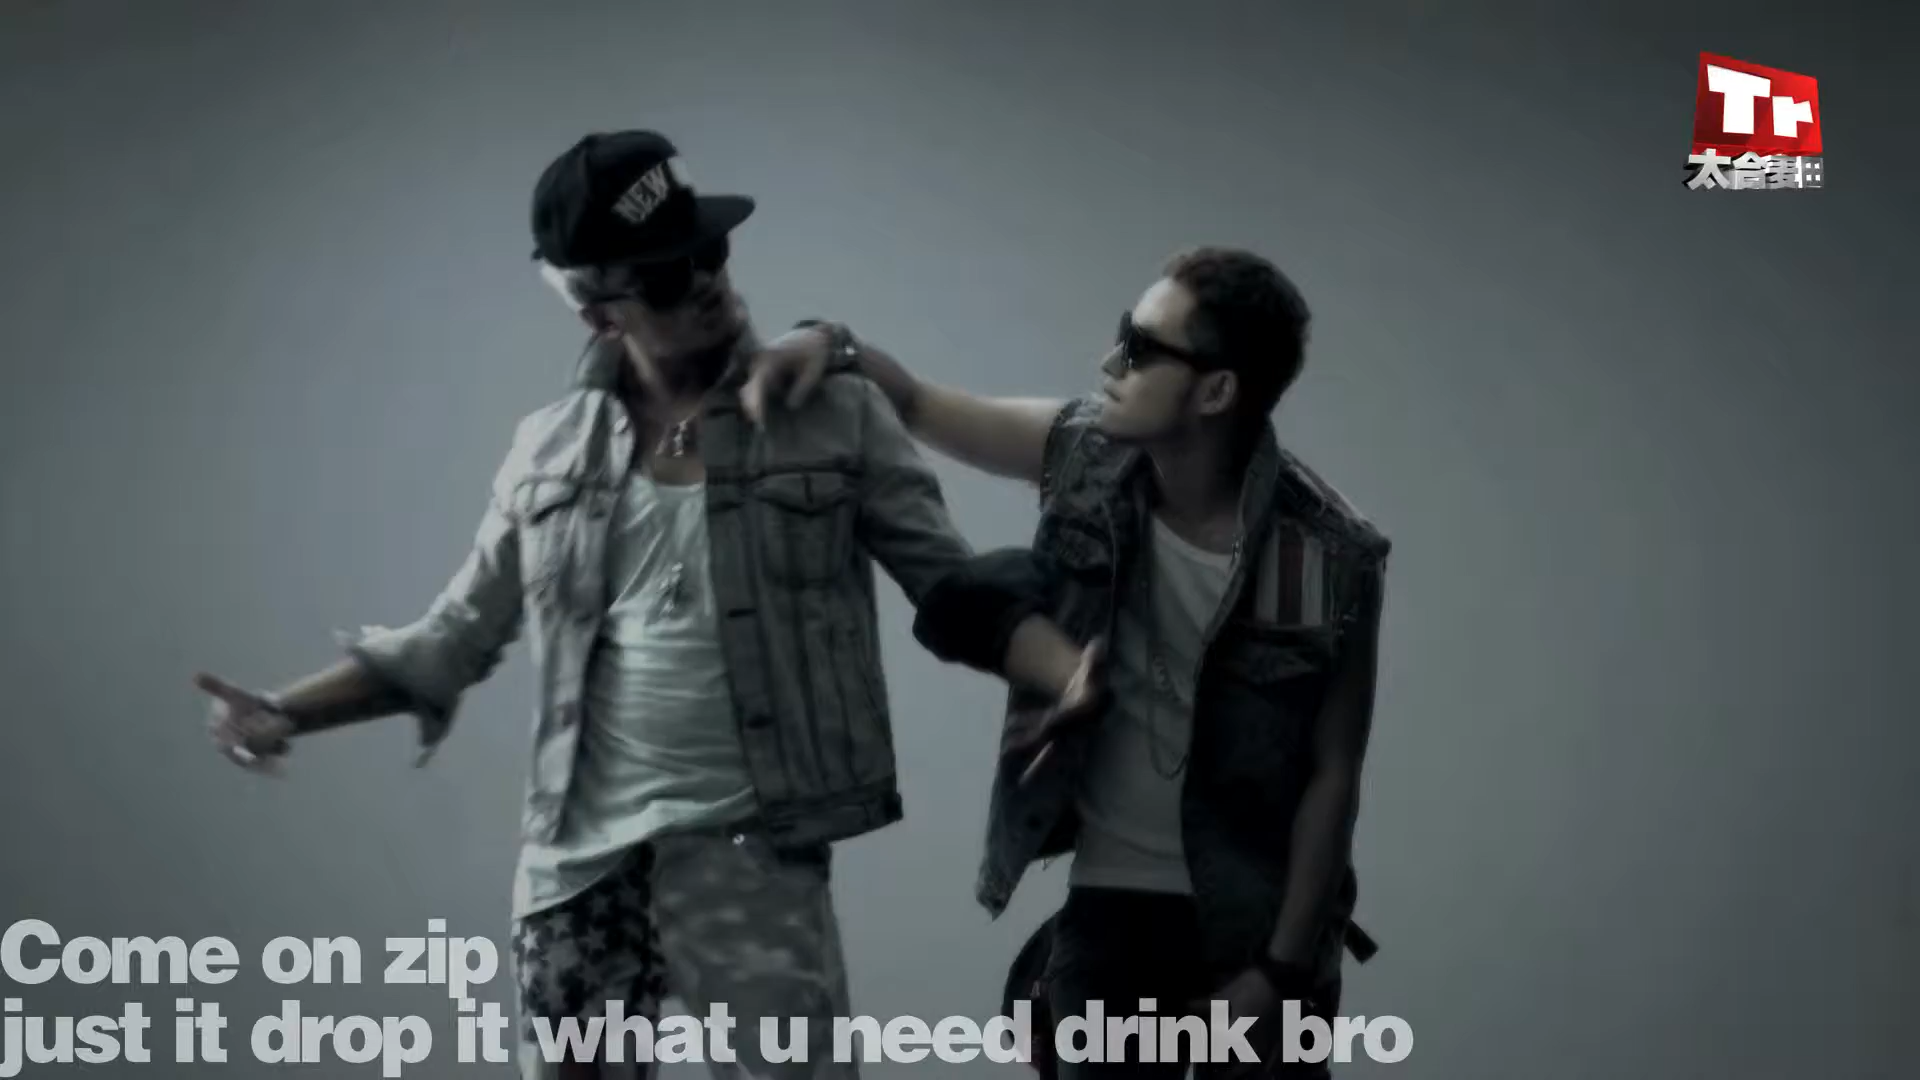 Tr
太合麦田
NEW
Come on zip
just it drop it what u need drink bro